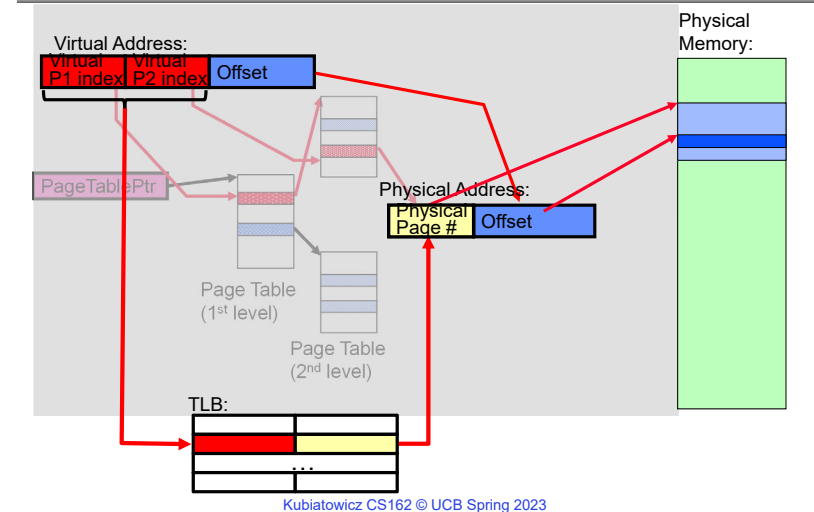 Physical
Memory:
Virtual Address:
Virtual
P1 index
Virtual
P2 index
Offset
PageTablePtr
Physical Address:
Physical
Page #
Offset
Page Table
(1st level)
Page Table
(2nd level)
TLB:
...
Kubiatowicz CS162 © UCB Spring 2023